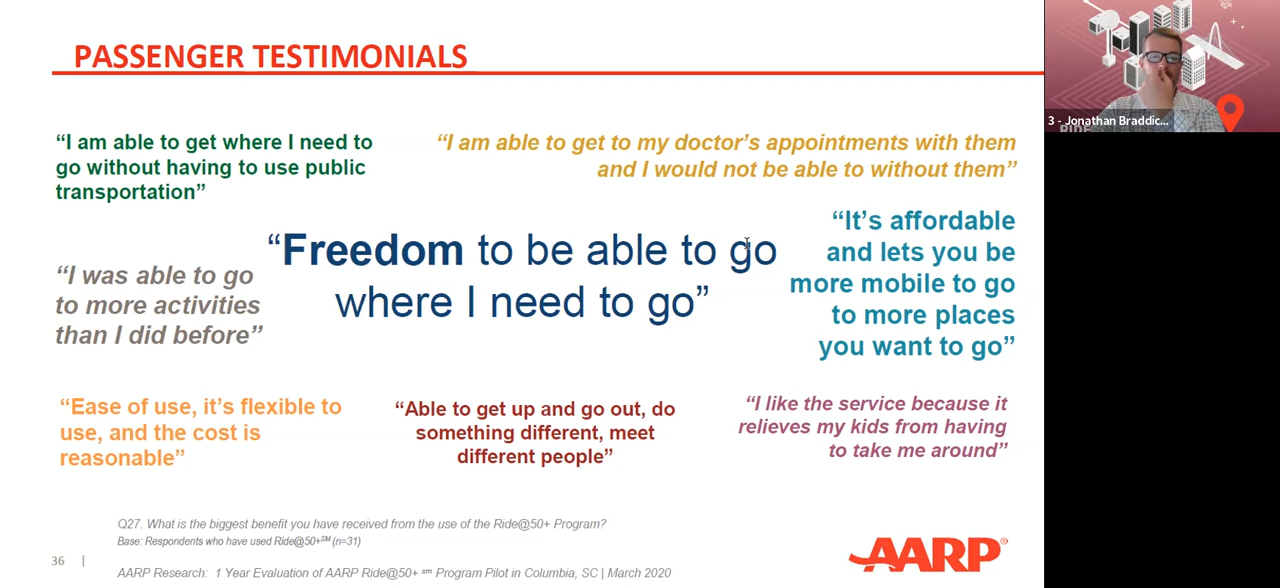 PASSENGER TESTIMONIALS
“I am able to get where I need to
go without having to use public
transportation”
“I am able to get to my doctor’s appointments with them
and I would not be able to without them”
“Freedom to be able to go
where I need to go”
“It’s affordable
and lets you be
more mobile to go
to more places
you want to go”
“I was able to go
to more activities
than I did before”
“Ease of use, it’s flexible to
use, and the cost is
reasonable”
“Able to get up and go out, do
something different, meet
different people”
“I like the service because it
relieves my kids from having
to take me around”
Q27. What is the biggest benefit you have received from the use of the Ride@50+ Program?
Base: Respondents who have used Ride@50+SM (n=31)
36 |
AARP Research: 1 Year Evaluation of AARP Ride@50+ sm Program Pilot in Columbia, SC | March 2020
AARP®
3 - Jonathan Braddic...
RIDE